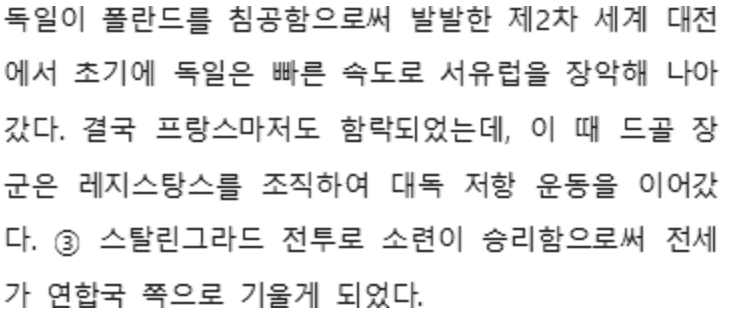 독일이 폴란드를 침공함으로써 발발한 제2차 세계 대전
에서 초기에 독일은 빠른 속도로 서유럽을 장악해 나아
갔다. 결국 프랑스마저도 함락되었는데, 이 때 드골 장
군은 레지스탕스를 조직하여 대독 저항 운동을 이어갔
다. ③ 스탈린그라드 전투로 소련이 승리함으로써 전세
가 연합국 쪽으로 기울게 되었다.